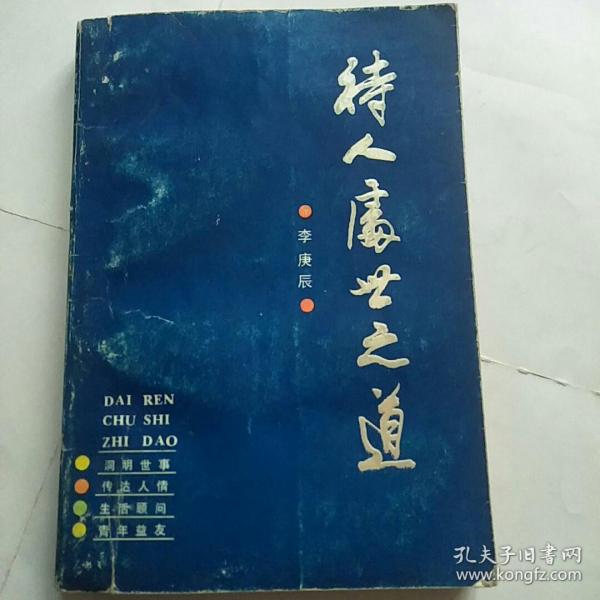 待人處世之道
李庚辰
DAI REN
CHU SHI
ZHI DAO
洞明世事
传达人情
生活顾问
青年益友
孔夫子旧书网
www.kongfz.com